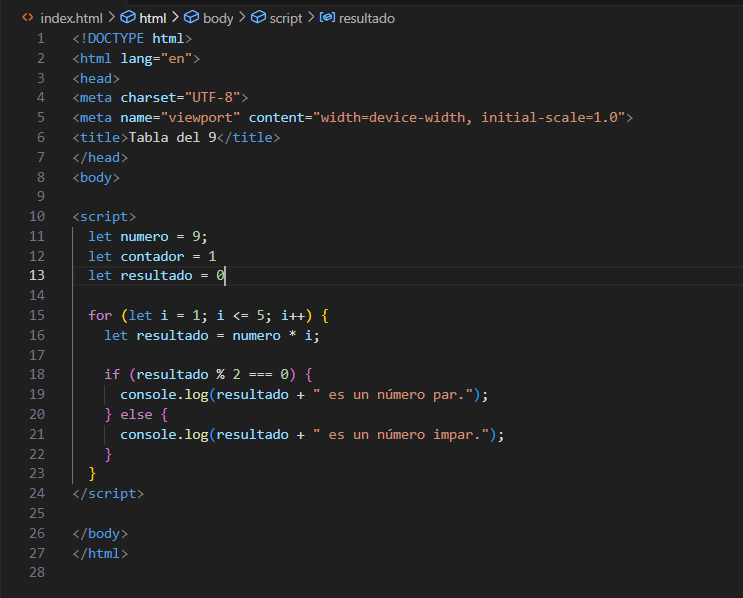 index.html > html > body > script > resultado
1 <!DOCTYPE html>
2 <html lang="en">
3 <head>
4 <meta charset="UTF-8">
5 <meta name="viewport" content="width=device-width, initial-scale=1.0">
6 <title>Tabla del 9</title>
7 </head>
8 <body>
9
10 <script>
11 let numero = 9;
12 let contador = 1
13 let resultado = 0
14
15 for (let i = 1; i <= 5; i++) {
16 let resultado = numero * i;
17
18 if (resultado % 2 === 0) {
19 console.log(resultado + " es un número par.");
20 } else {
21 console.log(resultado + " es un número impar.");
22 }
23 }
24 </script>
25
26 </body>
27 </html>
28